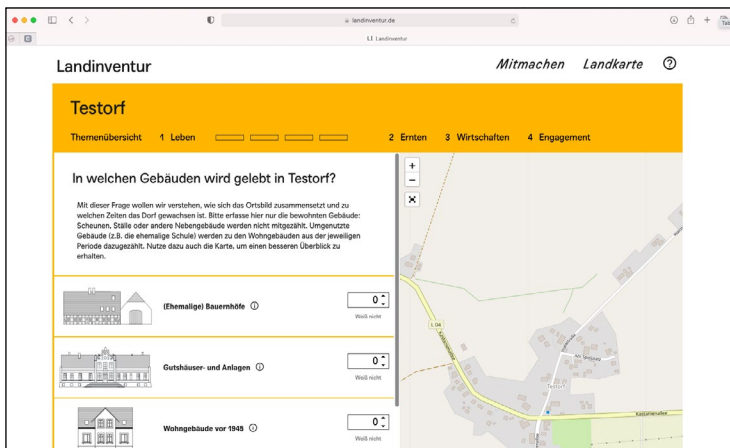 landinventur.de
LI Landinventur
Landinventur
Mitmachen Landkarte ?
Testorf
Themenübersicht 1 Leben 2 Ernten 3 Wirtschaften 4 Engagement
In welchen Gebäuden wird gelebt in Testorf?
Mit dieser Frage wollen wir verstehen, wie sich das Ortsbild zusammensetzt und zu
welchen Zeiten das Dorf gewachsen ist. Bitte erfasse hier nur die bewohnten Gebäude:
Scheunen, Ställe oder andere Nebengebäude werden nicht mitgezählt. Umgenutzte
Gebäude (z.B. die ehemalige Schule) werden zu den Wohngebäuden aus der jeweiligen
Periode dazugezählt. Nutze dazu auch die Karte, um einen besseren Überblick zu
erhalten.
(Ehemalige) Bauernhöfe
0
Weiß nicht
Gutshäuser- und Anlagen
0
Weiß nicht
Wohngebäude vor 1945
0
Weiß nicht
+
−
L 04
Testorf